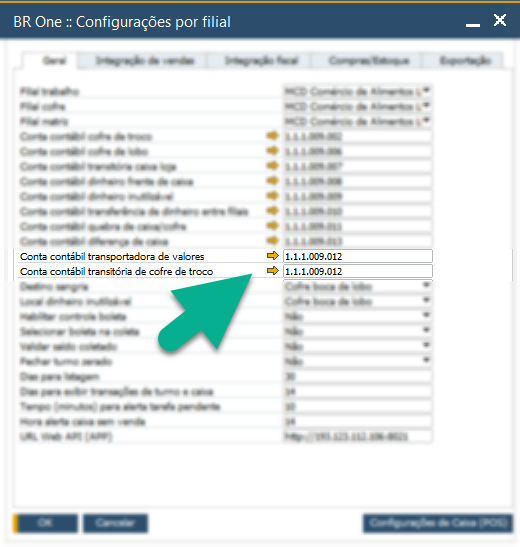 BR One :: Configurações por filial
Geral Integração de vendas Integração fiscal Compras/Estoque Exportação
Filial trabalho MCD Comércio de Alimentos L
Filial cofre MCD Comércio de Alimentos L
Filial matriz MCD Comércio de Alimentos L
Conta contábil cofre de troco 1.1.1.009.002
Conta contábil cofre de lobo 1.1.1.009.006
Conta contábil transitória caixa loja 1.1.1.009.007
Conta contábil dinheiro frente de caixa 1.1.1.009.008
Conta contábil dinheiro inutilisável 1.1.1.009.009
Conta contábil transferência de dinheiro entre filiais 1.1.1.009.010
Conta contábil quebra de caixa/cofre 1.1.1.009.011
Conta contábil diferença de caixa 1.1.1.009.013
Conta contábil transportadora de valores 1.1.1.009.012
Conta contábil transitória de cofre de troco 1.1.1.009.012
Destino sangria Cofre boca de lobo
Local dinheiro inutilisável Cofre boca de lobo
Habilitar controle boleta Não
Selecionar boleta na coleta Não
Validar saldo coletado Não
Fechar turno zerado Não
Dias para listagem 30
Dias para exibir transações de turno e caixa 14
Tempo (minutos) para alerta tarefa pendente 10
Hora alerta caixa sem venda 14
URL Web API (APP)
OK Cancelar Configurações de Caixa (POS)